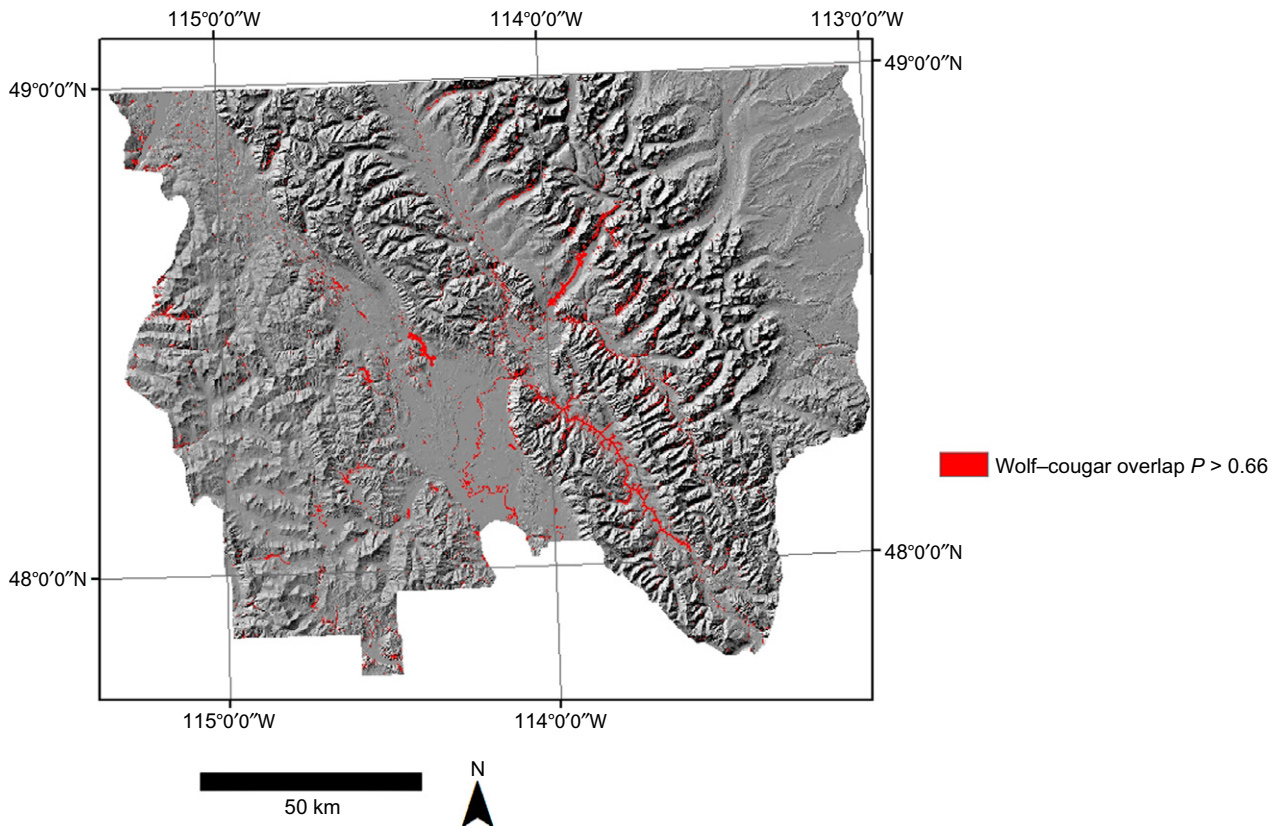 115°0′0″W 114°0′0″W 113°0′0″W
49°0′0″N 49°0′0″N
Wolf–cougar overlap P > 0.66
48°0′0″N 48°0′0″N
115°0′0″W 114°0′0″W
50 km
N